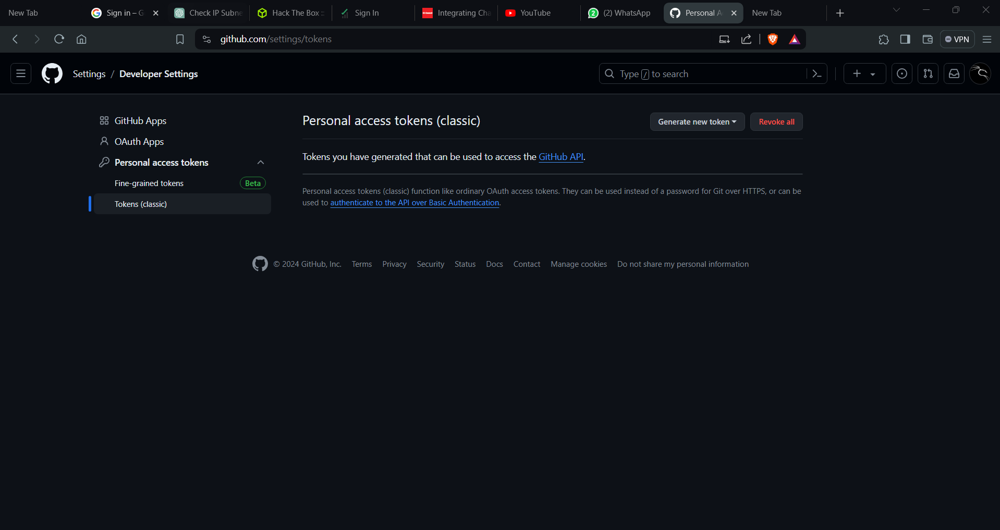 New Tab
Sign in – G
Check IP Subne
Hack The Box ::
Sign In
Integrating Cha
YouTube
2
(2) WhatsApp
Personal A
New Tab
github.com/settings/tokens
VPN
Settings / Developer Settings
Type / to search
GitHub Apps
OAuth Apps
Personal access tokens
Fine-grained tokens
Beta
Tokens (classic)
Personal access tokens (classic)
Generate new token
Revoke all
Tokens you have generated that can be used to access the GitHub API.
Personal access tokens (classic) function like ordinary OAuth access tokens. They can be used instead of a password for Git over HTTPS, or can be
used to authenticate to the API over Basic Authentication.
© 2024 GitHub, Inc.
Terms
Privacy
Security
Status
Docs
Contact
Manage cookies
Do not share my personal information